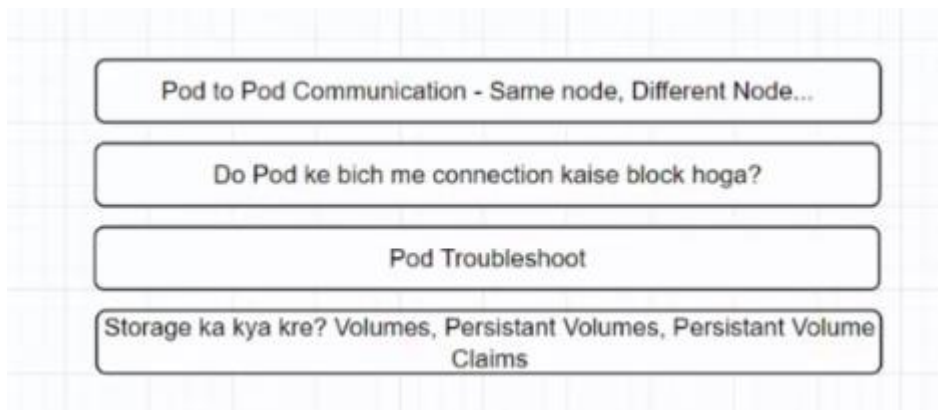 Pod to Pod Communication - Same node, Different Node...
Do Pod ke bich me connection kaise block hoga?
Pod Troubleshoot
Storage ka kya kre? Volumes, Persistant Volumes, Persistant Volume
Claims